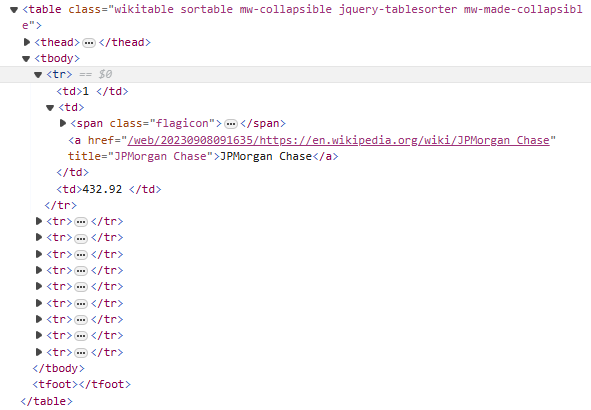 <table class="wikitable sortable mw-collapsible jquery-tablesorter mw-made-collapsibl
e">
<thead> ••• </thead>
<tbody>
<tr> == $0
<td>1 </td>
<td>
<span class="flagicon"> ••• </span>
<a href="/web/20230908091635/https://en.wikipedia.org/wiki/JPMorgan_Chase"
title="JPMorgan Chase">JPMorgan Chase</a>
</td>
<td>432.92 </td>
</tr>
<tr> ••• </tr>
<tr> ••• </tr>
<tr> ••• </tr>
<tr> ••• </tr>
<tr> ••• </tr>
<tr> ••• </tr>
<tr> ••• </tr>
<tr> ••• </tr>
<tr> ••• </tr>
</tbody>
<tfoot></tfoot>
</table>